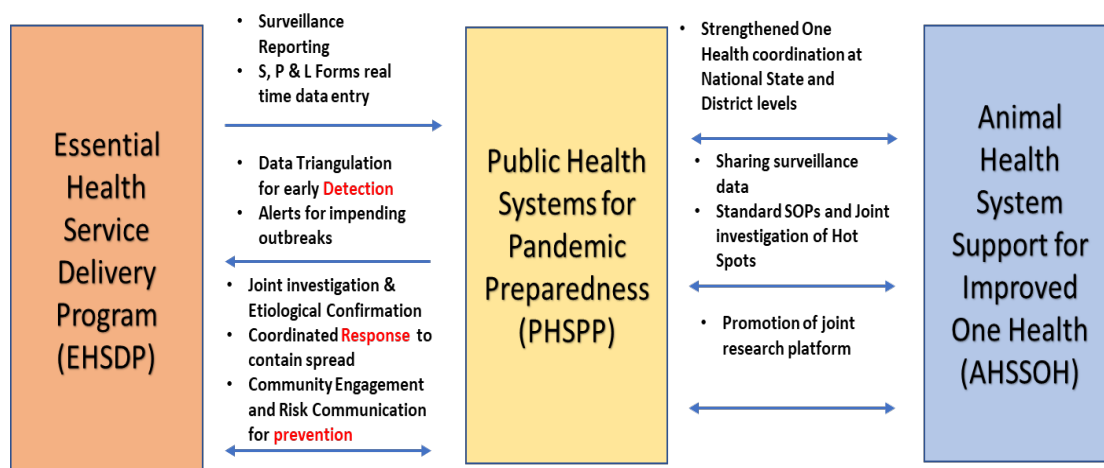 Essential
Health
Service
Delivery
Program
(EHSDP)
• Surveillance
Reporting
• S, P & L Forms real
time data entry
• Data Triangulation
for early Detection
• Alerts for impending
outbreaks
• Joint investigation &
Etiological Confirmation
• Coordinated Response to
contain spread
• Community Engagement
and Risk Communication
for prevention
Public Health
Systems for
Pandemic
Preparedness
(PHSPP)
• Strengthened One
Health coordination at
National State and
District levels
• Sharing surveillance
data
• Standard SOPs and Joint
investigation of Hot
Spots
• Promotion of joint
research platform
Animal
Health
System
Support for
Improved
One Health
(AHSSOH)